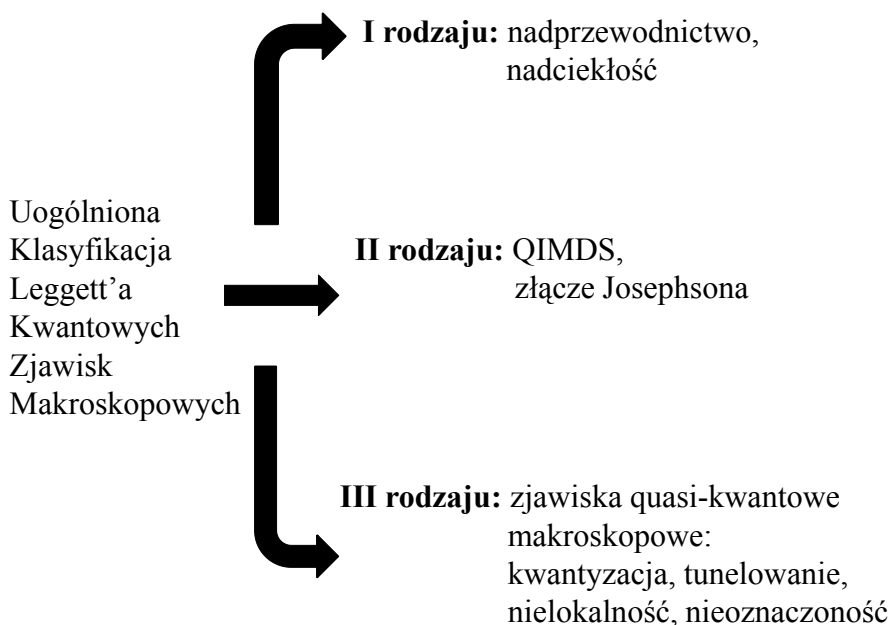 I rodzaju: nadprzewodnictwo,
nadciekłość
Uogólniona
Klasyfikacja
Leggett’a
Kwantowych
Zjawisk
Makroskopowych
II rodzaju: QIMDS,
złącze Josephsona
III rodzaju: zjawiska quasi-kwantowe
makroskopowe:
kwantyzacja, tunelowanie,
nielokalność, nieoznaczoność